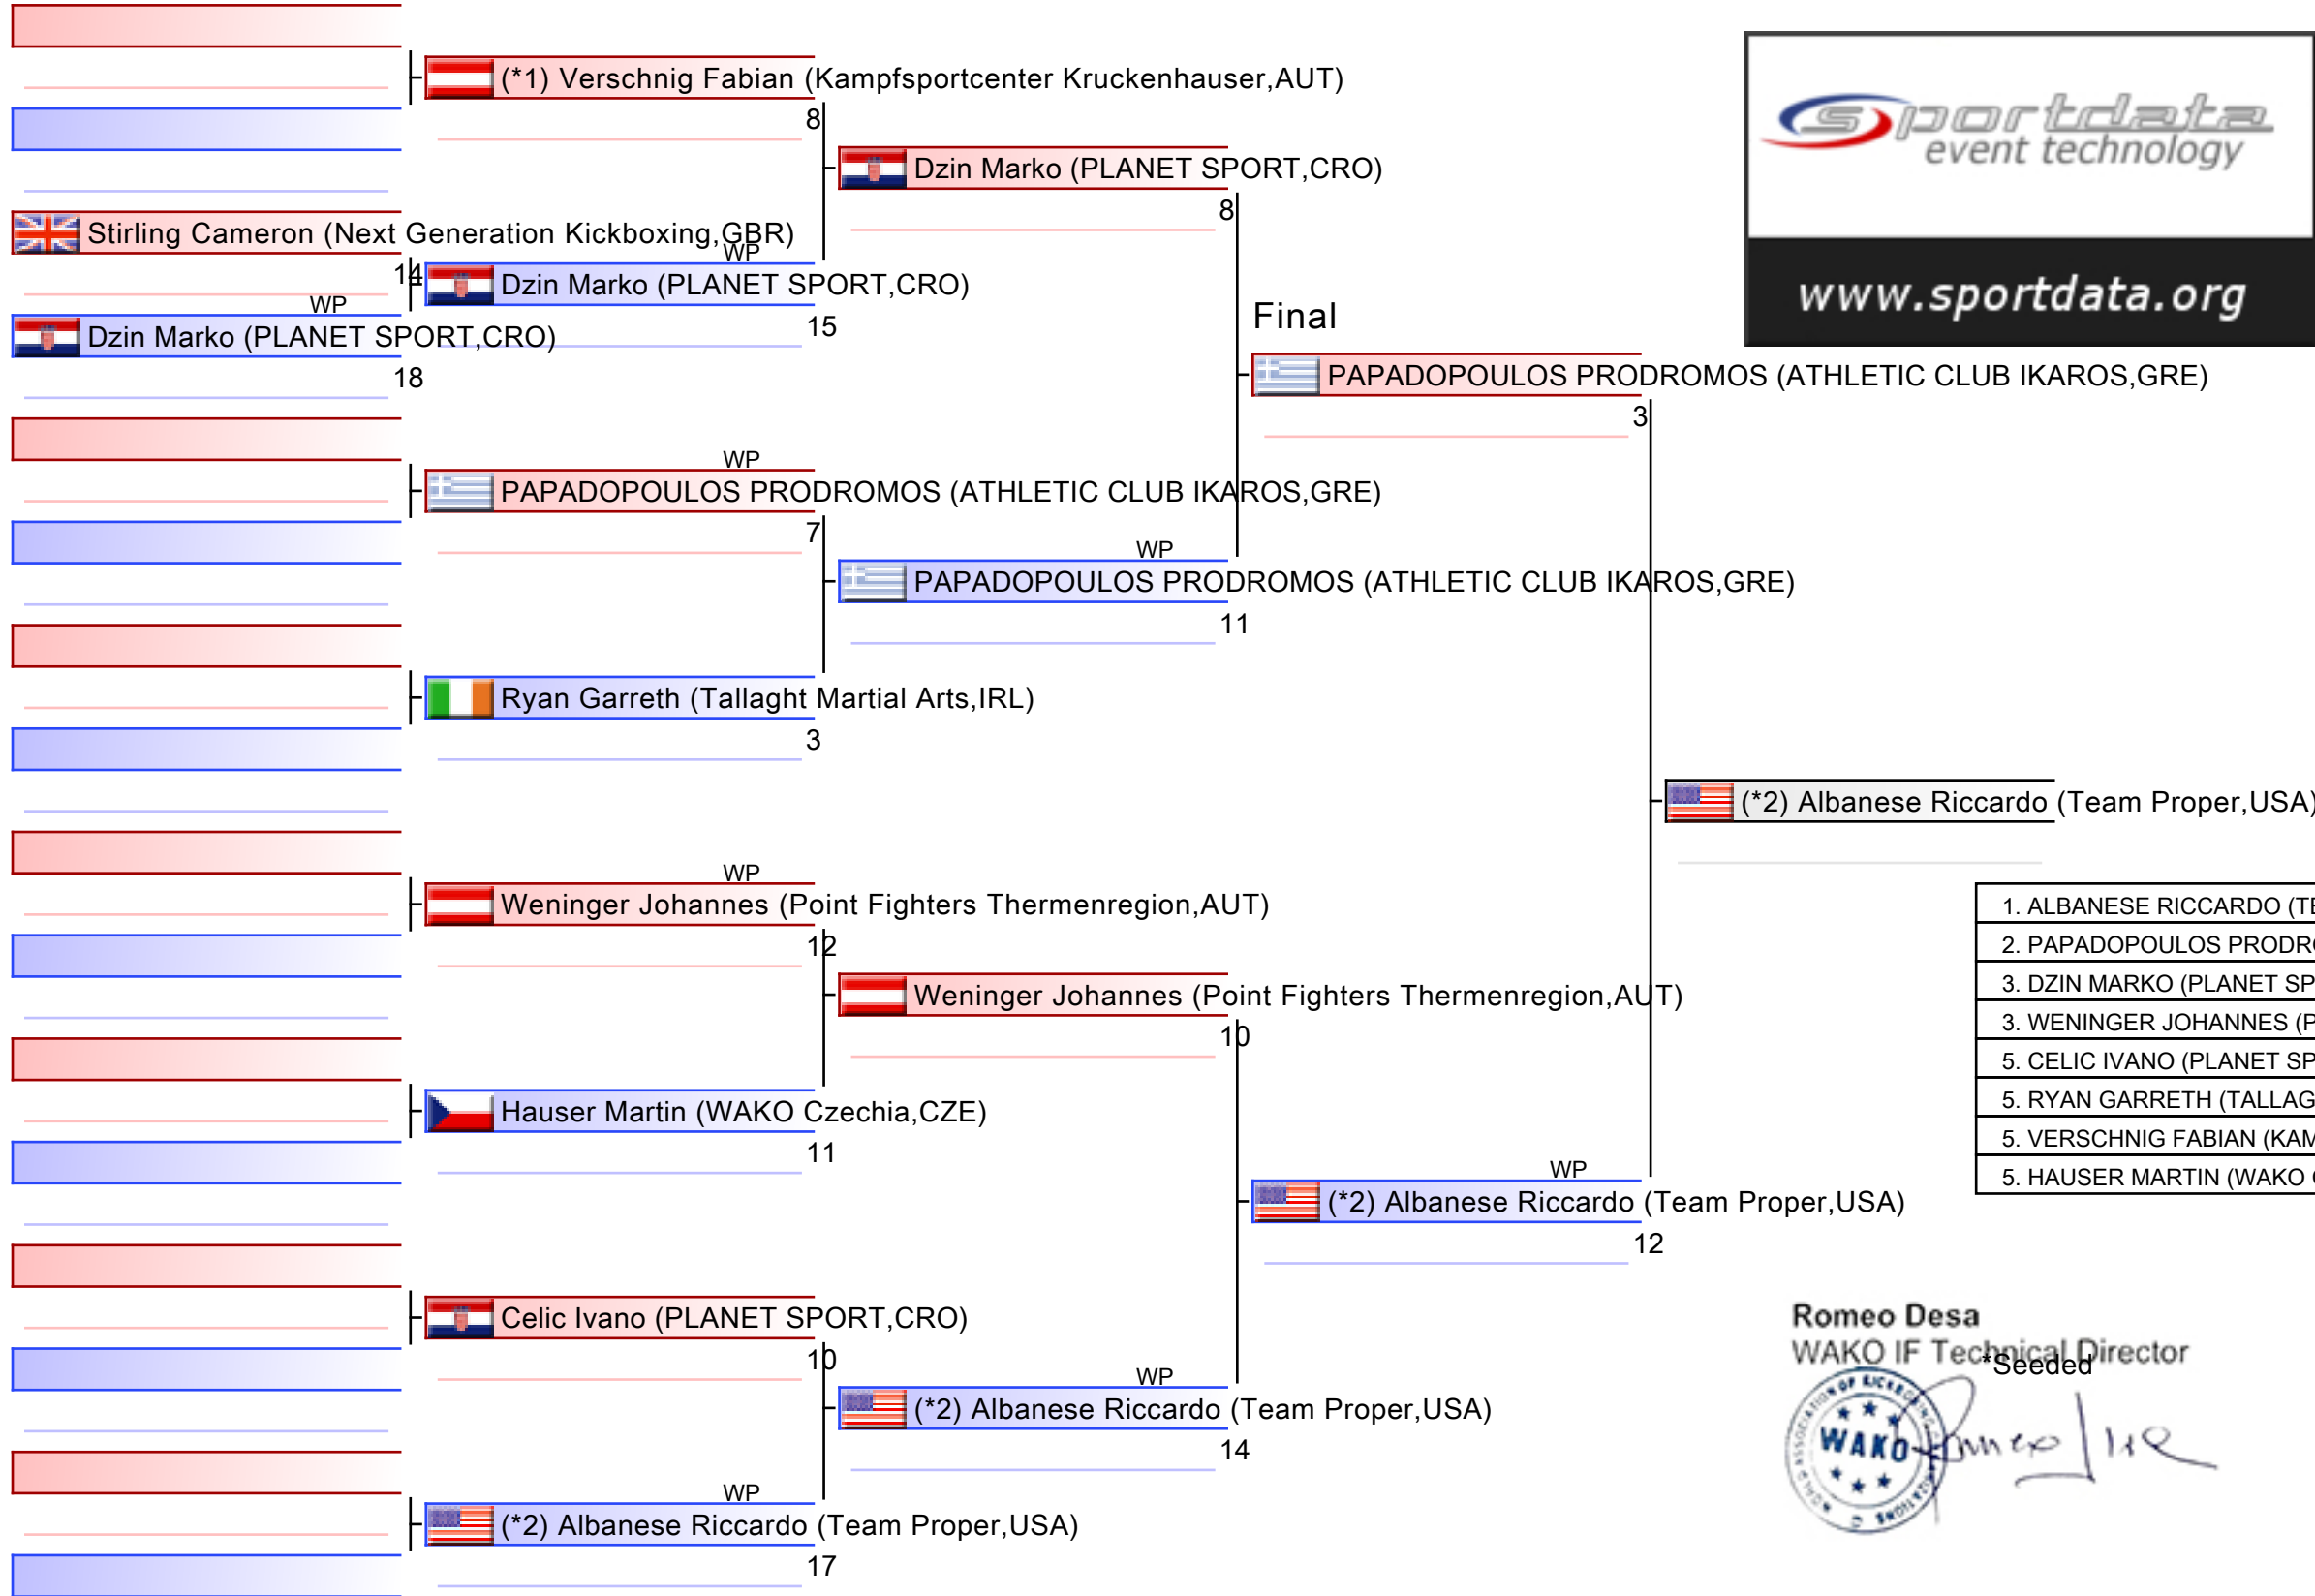 (*1) Verschnig Fabian (Kampfsportcenter Kruckenhauser,AUT)
8
sportdata
event technology
www.sportdata.org
Dzin Marko (PLANET SPORT,CRO)
8
Stirling Cameron (Next Generation Kickboxing,GBR)
14
WP
Dzin Marko (PLANET SPORT,CRO)
15
WP
Dzin Marko (PLANET SPORT,CRO)
18
Final
PAPADOPOULOS PRODROMOS (ATHLETIC CLUB IKAROS,GRE)
3
WP
PAPADOPOULOS PRODROMOS (ATHLETIC CLUB IKAROS,GRE)
7
WP
PAPADOPOULOS PRODROMOS (ATHLETIC CLUB IKAROS,GRE)
11
Ryan Garreth (Tallaght Martial Arts,IRL)
3
(*2) Albanese Riccardo (Team Proper,USA)
WP
Weninger Johannes (Point Fighters Thermenregion,AUT)
12
Weninger Johannes (Point Fighters Thermenregion,AUT)
10
Hauser Martin (WAKO Czechia,CZE)
11
1. ALBANESE RICCARDO (TE
2. PAPADOPOULOS PRODRO
3. DZIN MARKO (PLANET SP
3. WENINGER JOHANNES (P
5. CELIC IVANO (PLANET SP
5. RYAN GARRETH (TALLAG
5. VERSCHNIG FABIAN (KAM
5. HAUSER MARTIN (WAKO
WP
(*2) Albanese Riccardo (Team Proper,USA)
12
Celic Ivano (PLANET SPORT,CRO)
10
WP
(*2) Albanese Riccardo (Team Proper,USA)
14
WP
(*2) Albanese Riccardo (Team Proper,USA)
17
Romeo Desa
WAKO IF Technical Director
*Seeded
WAKO